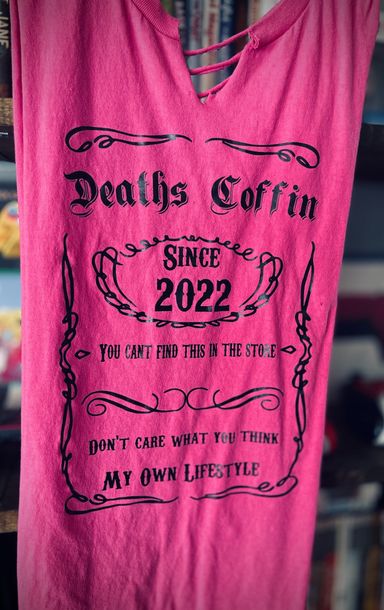 Deaths Coffin
Since
2022
You cant find this in the store
Don't care what you think
My Own Lifestyle